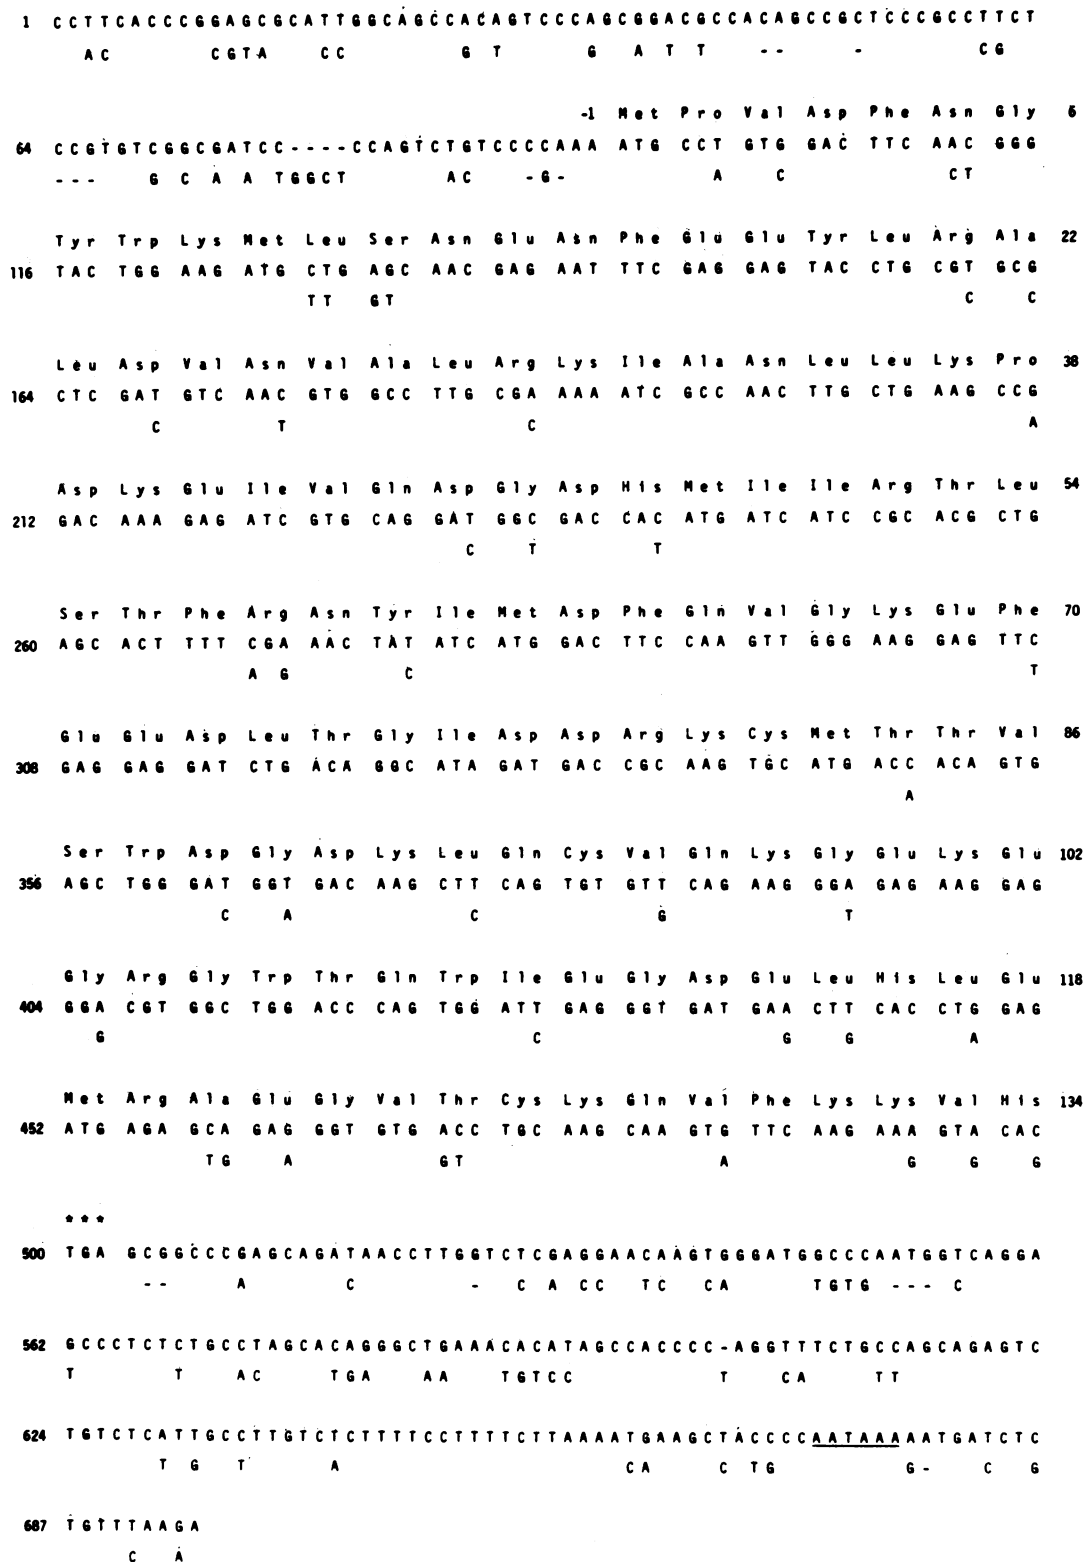 1 CCTTCACCCGGAGCGCATTGGCAGCCACAGTCCCAGCGGACGCCACAGCCGCTCCCGCCTTCT
AC CGTA CC G T G A T T -- - CG
-1 Met Pro Val Asp Phe Asn Gly 6
64 CCGTGTCGGCGATCC----CCAGTCTGTCCCCAAA ATG CCT GTG GAC TTC AAC GGG
--- G C A A TGGCT AC -G- A C CT
Tyr Trp Lys Met Leu Ser Asn Glu Asn Phe Glu Glu Tyr Leu Arg Ala 22
116 TAC TGG AAG ATG CTG AGC AAC GAG AAT TTC GAG GAG TAC CTG CGT GCG
TT GT C C
Leu Asp Val Asn Val Ala Leu Arg Lys Ile Ala Asn Leu Leu Lys Pro 38
164 CTC GAT GTC AAC GTG GCC TTG CGA AAA ATC GCC AAC TTG CTG AAG CCG
C T C A
Asp Lys Glu Ile Val Gln Asp Gly Asp His Met Ile Ile Arg Thr Leu 54
212 GAC AAA GAG ATC GTG CAG GAT GGC GAC CAC ATG ATC ATC CGC ACG CTG
C T T
Ser Thr Phe Arg Asn Tyr Ile Met Asp Phe Gln Val Gly Lys Glu Phe 70
260 AGC ACT TTT CGA AAC TAT ATC ATG GAC TTC CAA GTT GGG AAG GAG TTC
A G C T
Glu Glu Asp Leu Thr Gly Ile Asp Asp Arg Lys Cys Met Thr Thr Val 86
308 GAG GAG GAT CTG ACA GGC ATA GAT GAC CGC AAG TGC ATG ACC ACA GTG
A
Ser Trp Asp Gly Asp Lys Leu Gln Cys Val Gln Lys Gly Glu Lys Glu 102
356 AGC TGG GAT GGT GAC AAG CTT CAG TGT GTT CAG AAG GGA GAG AAG GAG
C A C G T
Gly Arg Gly Trp Thr Gln Trp Ile Glu Gly Asp Glu Leu His Leu Glu 118
404 GGA CGT GGC TGG ACC CAG TGG ATT GAG GGT GAT GAA CTT CAC CTG GAG
G C G G A
Met Arg Ala Glu Gly Val Thr Cys Lys Gln Val Phe Lys Lys Val His 134
452 ATG AGA GCA GAG GGT GTG ACC TGC AAG CAA GTG TTC AAG AAA GTA CAC
TG A GT A G G G
***
500 TGA GCGGCCCGAGCAGATAACCTTGGTCTCGAGGAACAAGTGGGATGGCCCAATGGTCAGGA
-- A C - C A CC TC CA TGTG --- C
562 GCCCTCTCTGCCTAGCACAGGGCTGAAACACATAGCCACCCC-AGGTTTCTGCCAGCAGAGTC
T T AC TGA AA TGTCC T CA TT
624 TGTCTCATTGCCTTGTCTCTTTTCCTTTTCTTAAAATGAAGCTACCCCAATAAAAATGATCTC
T G T A CA C TG G- C G
687 TGTTTAAGA
C A